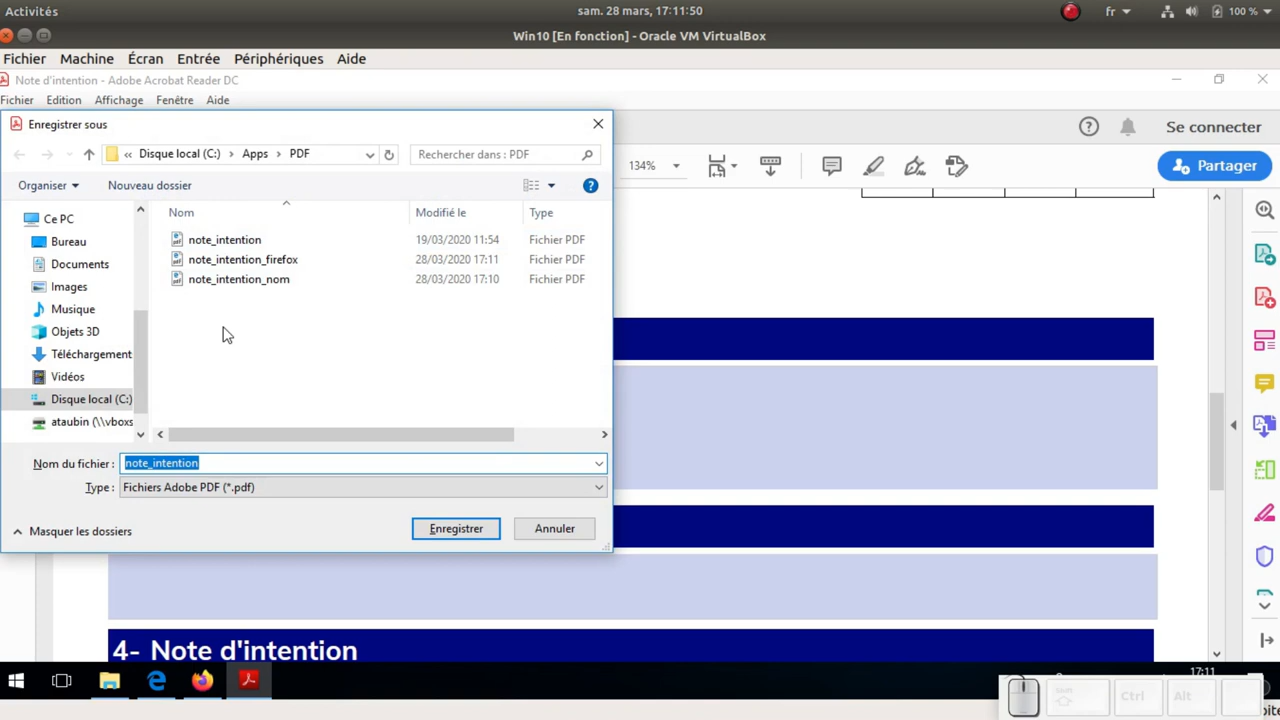 Activités
sam. 28 mars, 17:11:50
fr
100 %
Win10 [En fonction] - Oracle VM VirtualBox
Fichier Machine Écran Entrée Périphériques Aide
Note d'intention - Adobe Acrobat Reader DC
Fichier Edition Affichage Fenêtre Aide
Enregistrer sous
Se connecter
« Disque local (C:) > Apps > PDF
Rechercher dans : PDF
134%
Partager
Organiser
Nouveau dossier
Nom Modifié le Type
Ce PC
Bureau
Documents
Images
Musique
Objets 3D
Téléchargement
Vidéos
Disque local (C:)
ataubin (\\vboxs
note_intention 19/03/2020 11:54 Fichier PDF
note_intention_firefox 28/03/2020 17:11 Fichier PDF
note_intention_nom 28/03/2020 17:10 Fichier PDF
Nom du fichier : note_intention
Type : Fichiers Adobe PDF (*.pdf)
Masquer les dossiers
Enregistrer
Annuler
4- Note d'intention
17:11
Shift
Ctrl
Alt